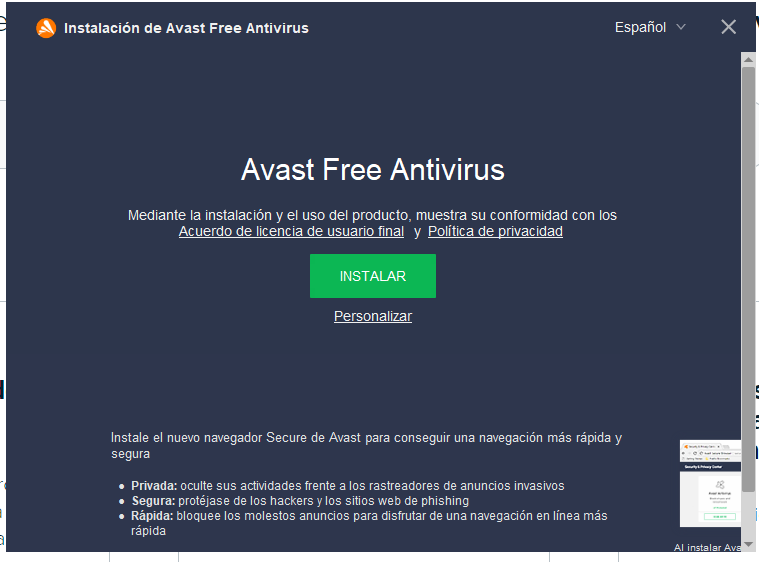 Instalación de Avast Free Antivirus
Español
Avast Free Antivirus
Mediante la instalación y el uso del producto, muestra su conformidad con los
Acuerdo de licencia de usuario final y Política de privacidad
INSTALAR
Personalizar
Instale el nuevo navegador Secure de Avast para conseguir una navegación más rápida y
segura
• Privada: oculte sus actividades frente a los rastreadores de anuncios invasivos
• Segura: protéjase de los hackers y los sitios web de phishing
• Rápida: bloquee los molestos anuncios para disfrutar de una navegación en línea más
rápida
Security & Privacy Center
Al instalar Ava